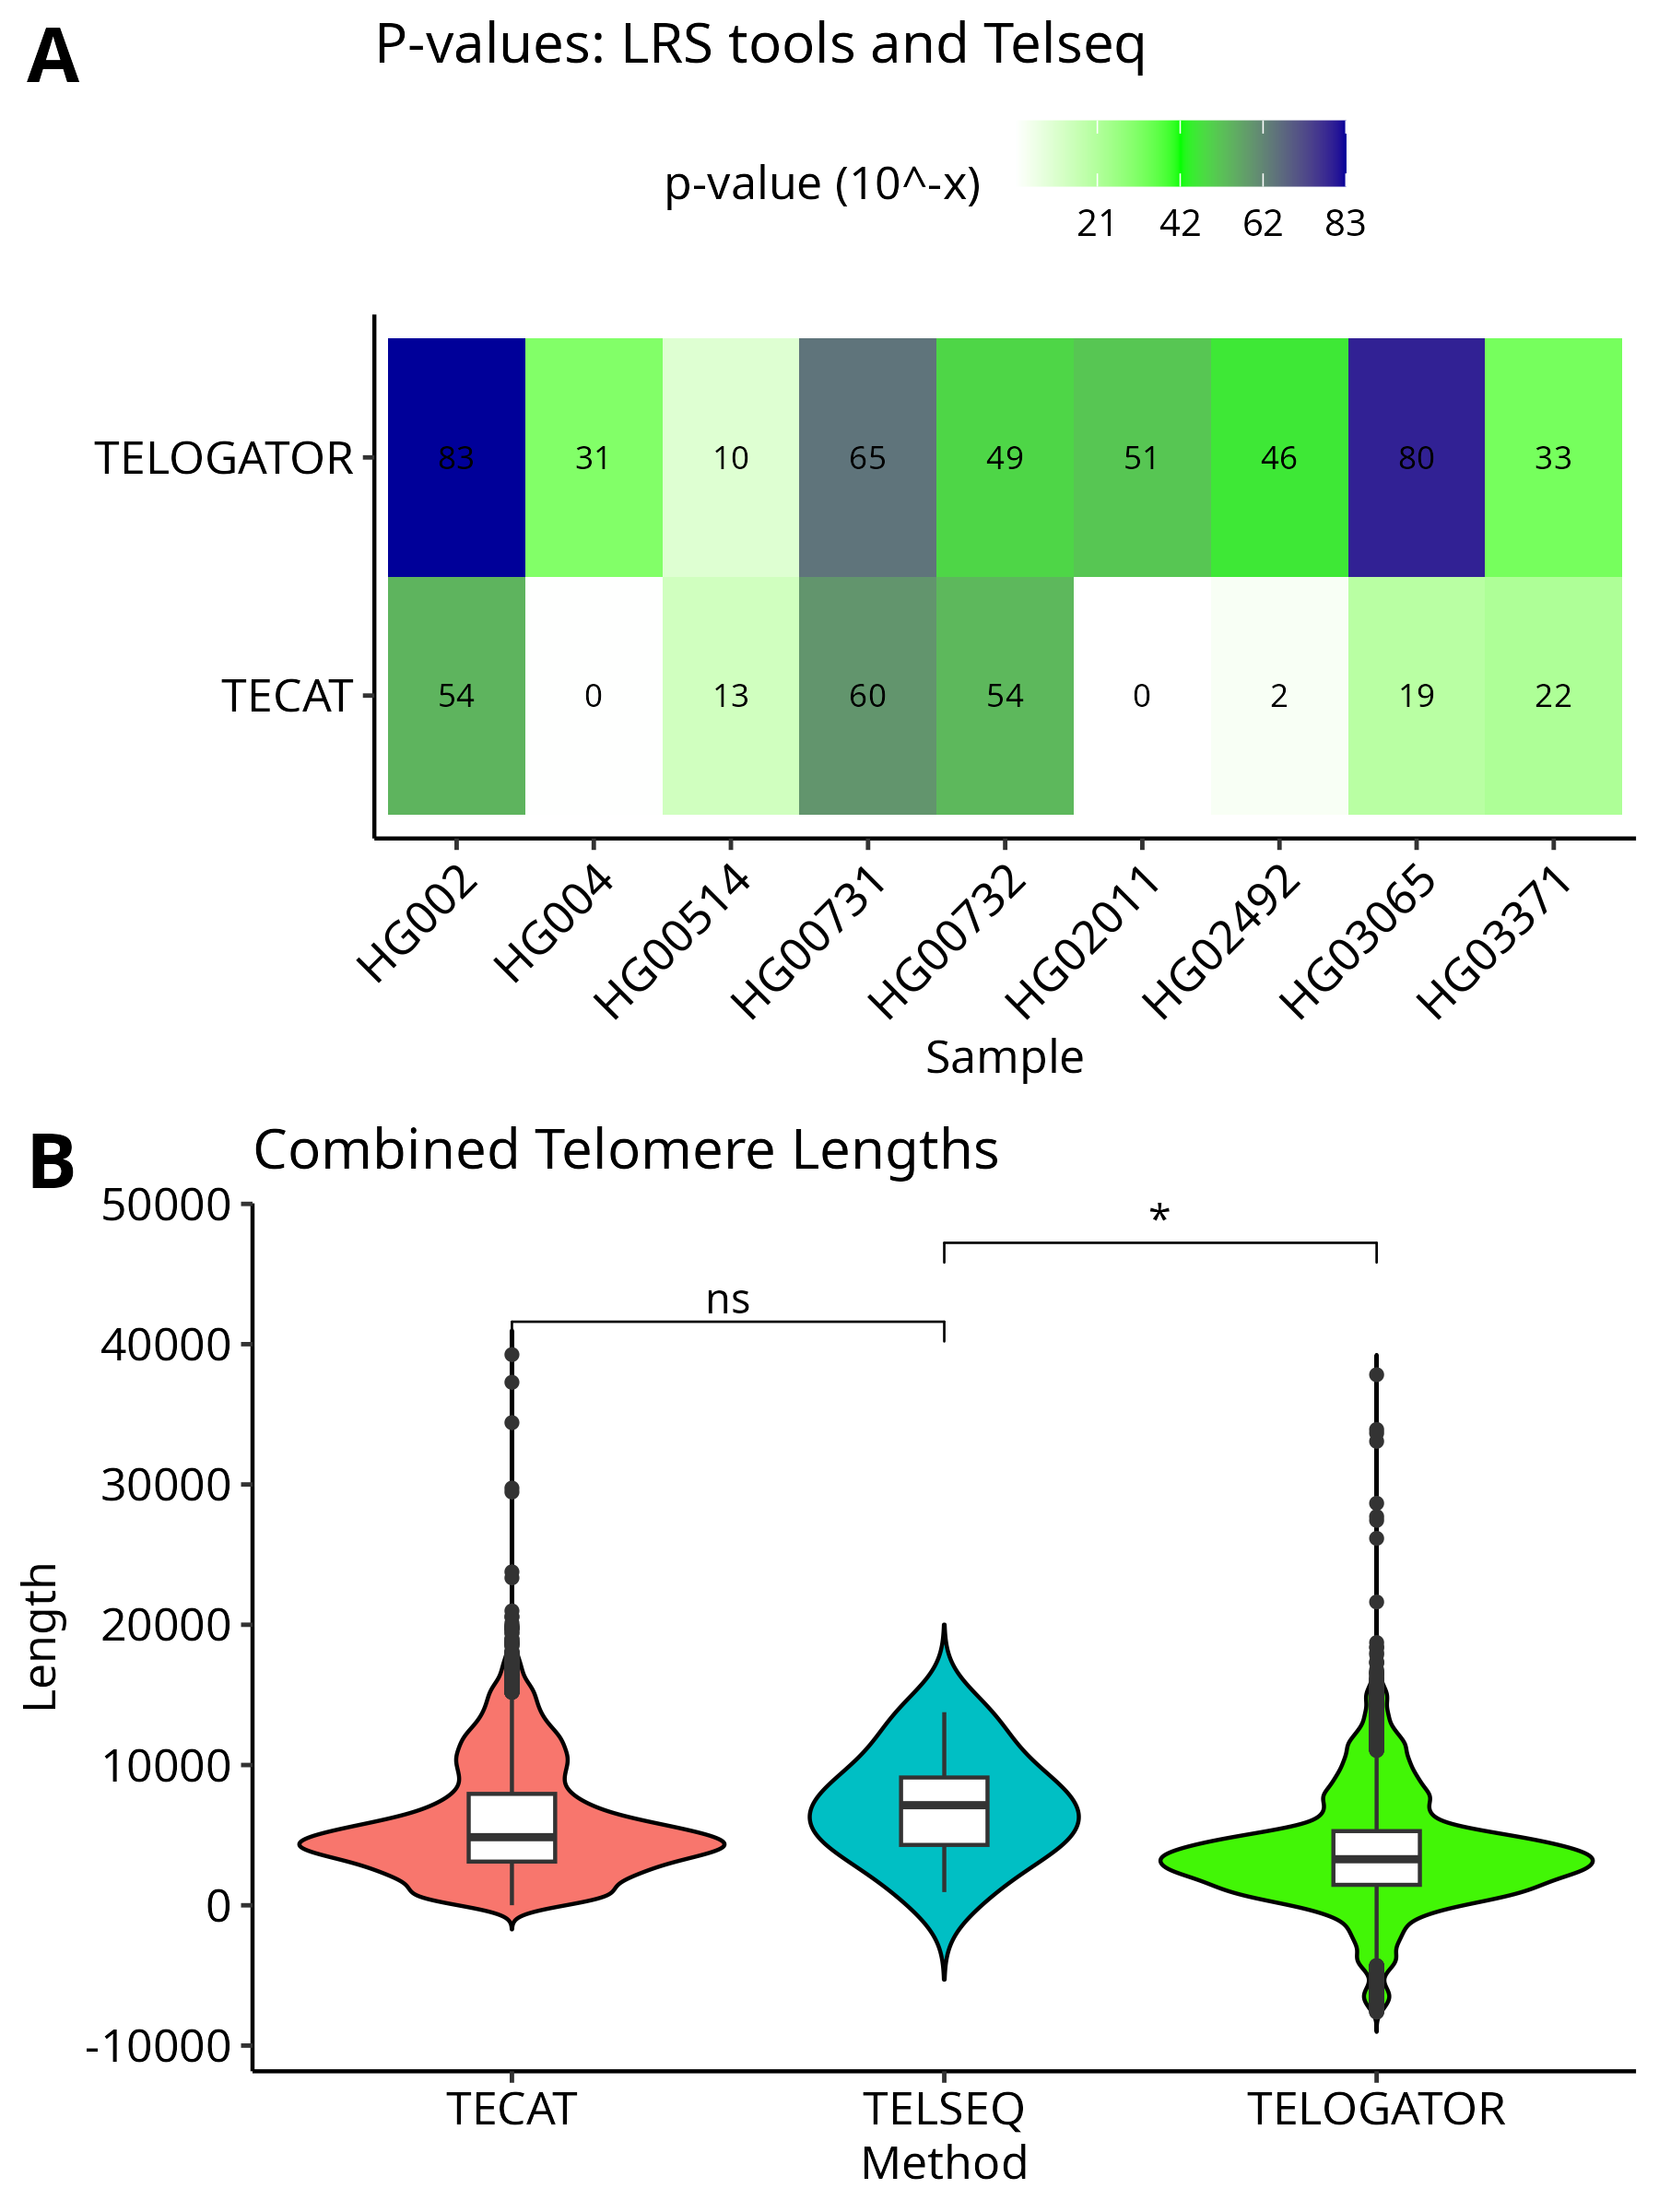 A
P-values: LRS tools and Telseq
p-value (10^-x)
21 42 62 83
TELOGATOR 83 31 10 65 49 51 46 80 33
TECAT 54 0 13 60 54 0 2 19 22
HG002 HG004 HG00514 HG00731 HG00732 HG02011 HG02492 HG03065 HG03371
Sample
B
Combined Telomere Lengths
50000
*
ns
40000
30000
20000
10000
0
-10000
Length
TECAT TELSEQ TELOGATOR
Method